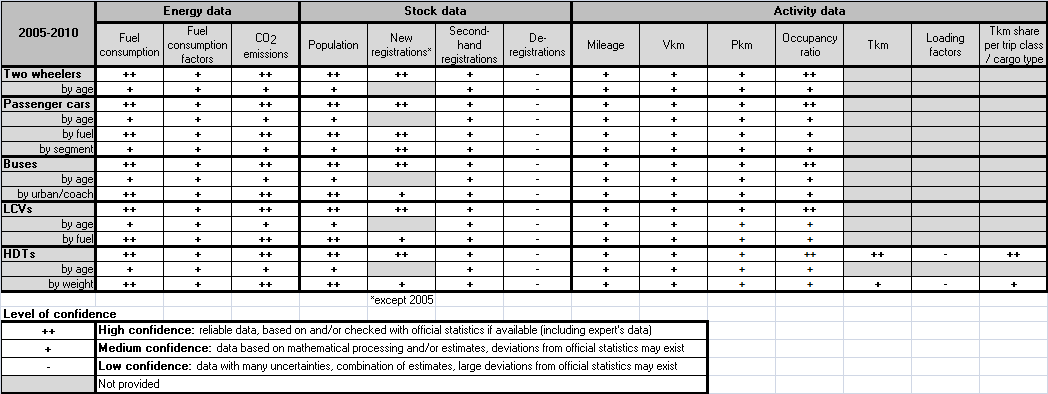 2005-2010 Energy data Stock data Activity data
Fuel consumption Fuel consumption factors CO2 emissions Population New registrations* Second-hand registrations De-registrations Mileage Vkm Pkm Occupancy ratio Tkm Loading factors Tkm share per trip class / cargo type
Two wheelers ++ + ++ ++ ++ + - + + + ++
by age + + + + + - + + + +
Passenger cars ++ + ++ ++ ++ + - + + + ++
by age + + + + + - + + + +
by fuel ++ + ++ ++ ++ + - + + + +
by segment + + + + ++ + - + + + +
Buses ++ + ++ ++ ++ + - + + + ++
by age + + + + + - + + + +
by urban/coach ++ + ++ ++ + + - + + + +
LCVs ++ + ++ ++ ++ + - + + + ++
by age + + + + + - + + + +
by fuel ++ + ++ ++ + + - + + + +
HDTs ++ + ++ ++ ++ + - + + + ++ ++ - ++
by age + + + + + - + + + +
by weight ++ + ++ ++ + + - + + + + + - +
*except 2005
Level of confidence
++ High confidence: reliable data, based on and/or checked with official statistics if available (including expert's data)
+ Medium confidence: data based on mathematical processing and/or estimates, deviations from official statistics may exist
- Low confidence: data with many uncertainties, combination of estimates, large deviations from official statistics may exist
Not provided